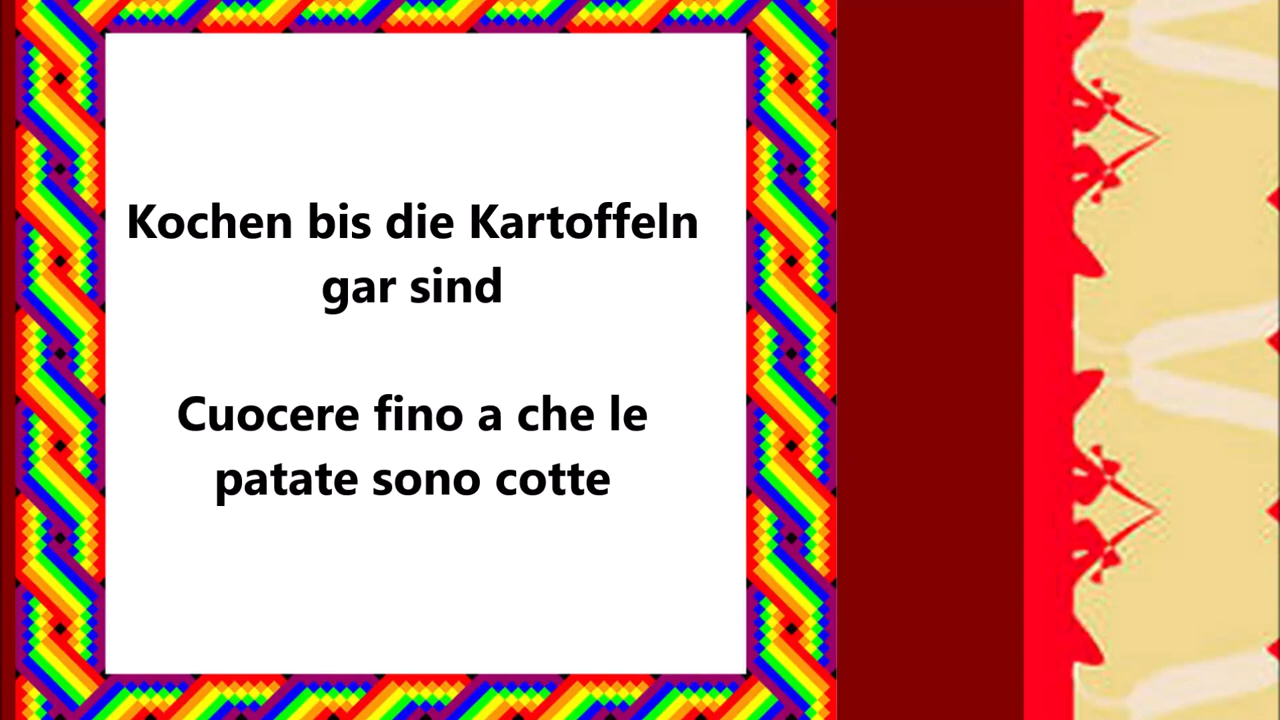 Kochen bis die Kartoffeln
gar sind
Cuocere fino a che le
patate sono cotte